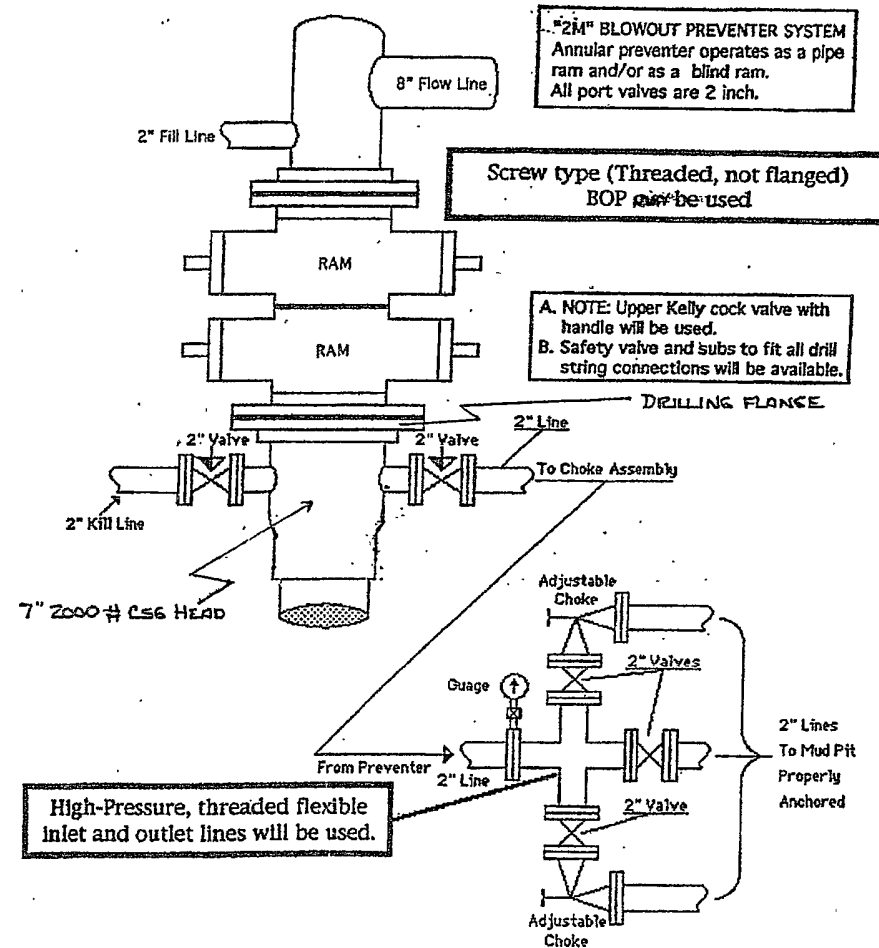 "2M" BLOWOUT PREVENTER SYSTEM
Annular preventer operates as a pipe
ram and/or as a blind ram.
All port valves are 2 inch.
8" Flow Line
2" Fill Line
Screw type (Threaded, not flanged)
BOP be used
RAM
A. NOTE: Upper Kelly cock valve with
handle will be used.
B. Safety valve and subs to fit all drill
string connections will be available.
RAM
DRILLING FLANGE
2" Valve
2" Valve
2" Line
To Choke Assembly
2" Kill Line
7" 2000 # CSG HEAD
Adjustable
Choke
2" Valves
Guage
2" Lines
To Mud Pit
Properly
Anchored
From Preventer
2" Line
High-Pressure, threaded flexible
inlet and outlet lines will be used.
2" Valve
Adjustable
Choke